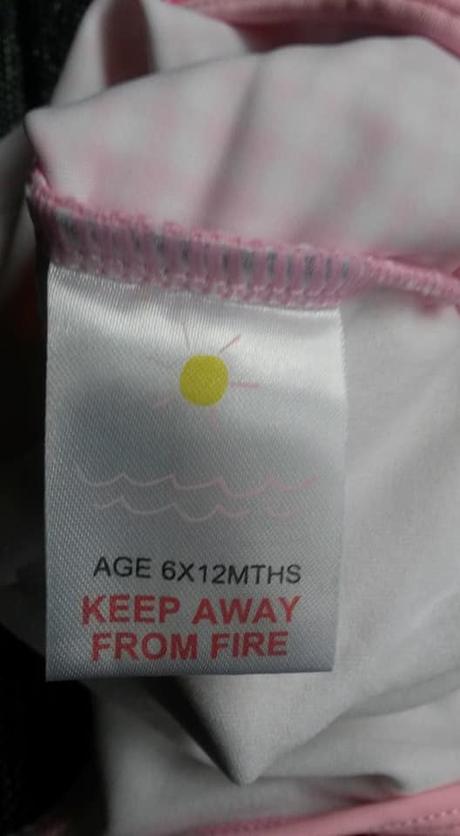 AGE 6X12MTHS
KEEP AWAY
FROM FIRE